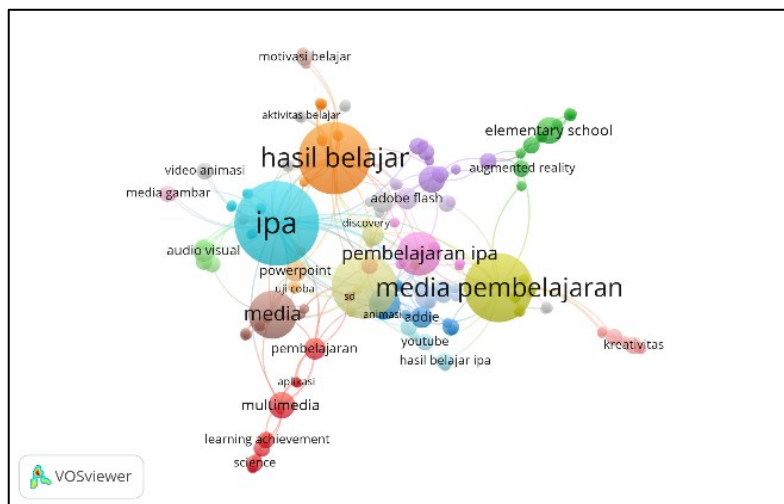 motivasi belajar
aktivitas belajar
hasil belajar
elementary school
video animasi
augmented reality
media gambar
adobe flash
ipa
discovery
audio visual
pembelajaran ipa
powerpoint
uji coba
media pembelajaran
sd
media
animasi
addie
youtube
kreativitas
pembelajaran
hasil belajar ipa
aplikasi
multimedia
learning achievement
science
VOSviewer